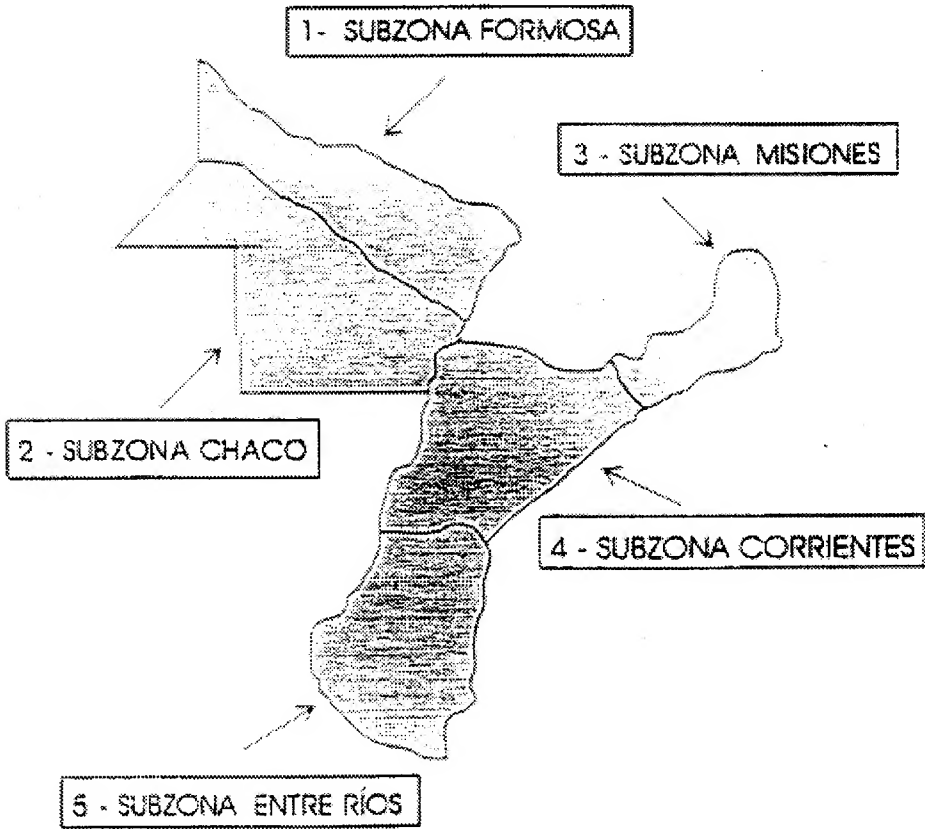 1- SUBZONA FORMOSA
3 - SUBZONA MISIONES
2 - SUBZONA CHACO
4 - SUBZONA CORRIENTES
5 - SUBZONA ENTRE RÍOS